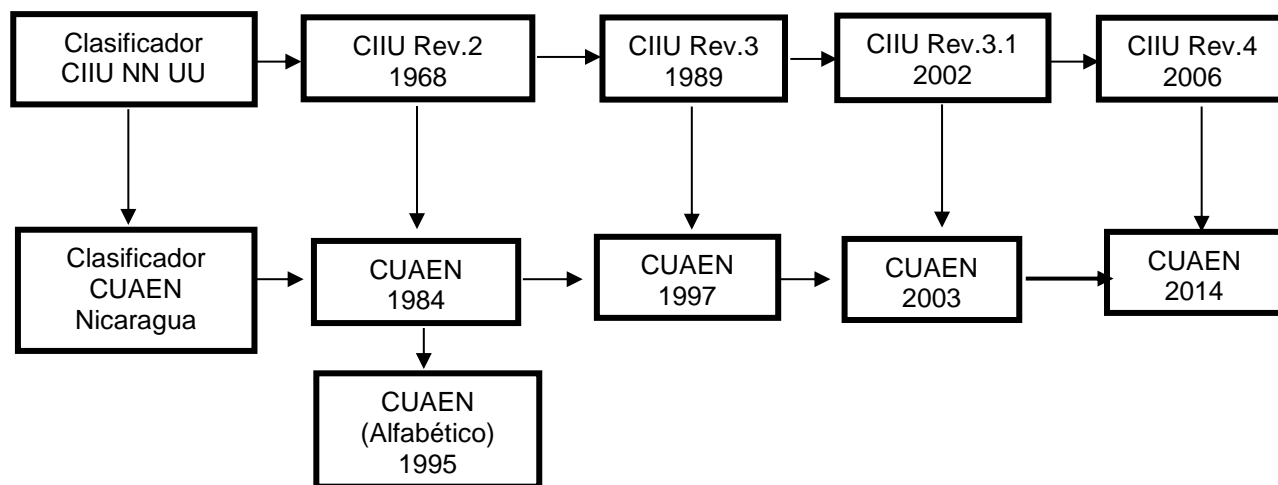 Clasificador
CIIU NN UU
CIIU Rev.2
1968
CIIU Rev.3
1989
CIIU Rev.3.1
2002
CIIU Rev.4
2006
Clasificador
CUAEN
Nicaragua
CUAEN
1984
CUAEN
1997
CUAEN
2003
CUAEN
2014
CUAEN
(Alfabético)
1995